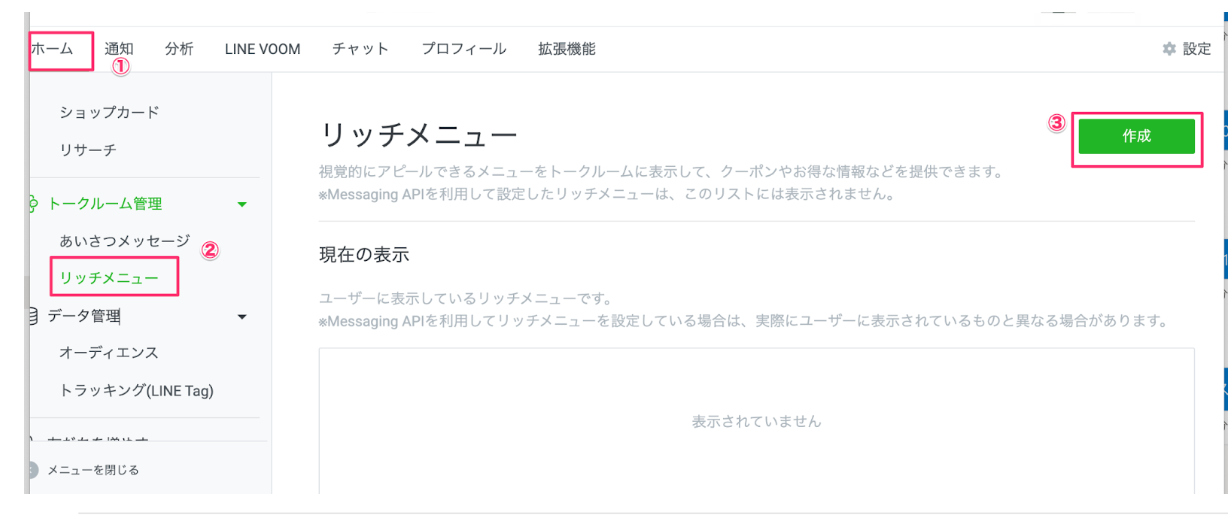 ホーム 通知 分析 LINE VOOM チャット プロフィール 拡張機能 設定
①
ショップカード
リサーチ
トークルーム管理
あいさつメッセージ
②
リッチメニュー
データ管理
オーディエンス
トラッキング(LINE Tag)
メニューを閉じる
リッチメニュー
③
作成
視覚的にアピールできるメニューをトークルームに表示して、クーポンやお得な情報などを提供できます。
※Messaging APIを利用して設定したリッチメニューは、このリストには表示されません。
現在の表示
ユーザーに表示しているリッチメニューです。
※Messaging APIを利用してリッチメニューを設定している場合は、実際にユーザーに表示されているものと異なる場合があります。
表示されていません